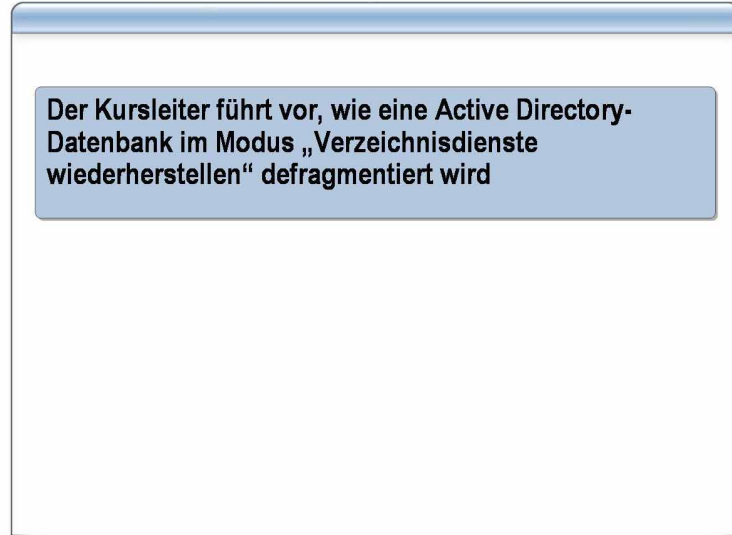 Der Kursleiter führt vor, wie eine Active Directory-
Datenbank im Modus „Verzeichnisdienste
wiederherstellen“ defragmentiert wird